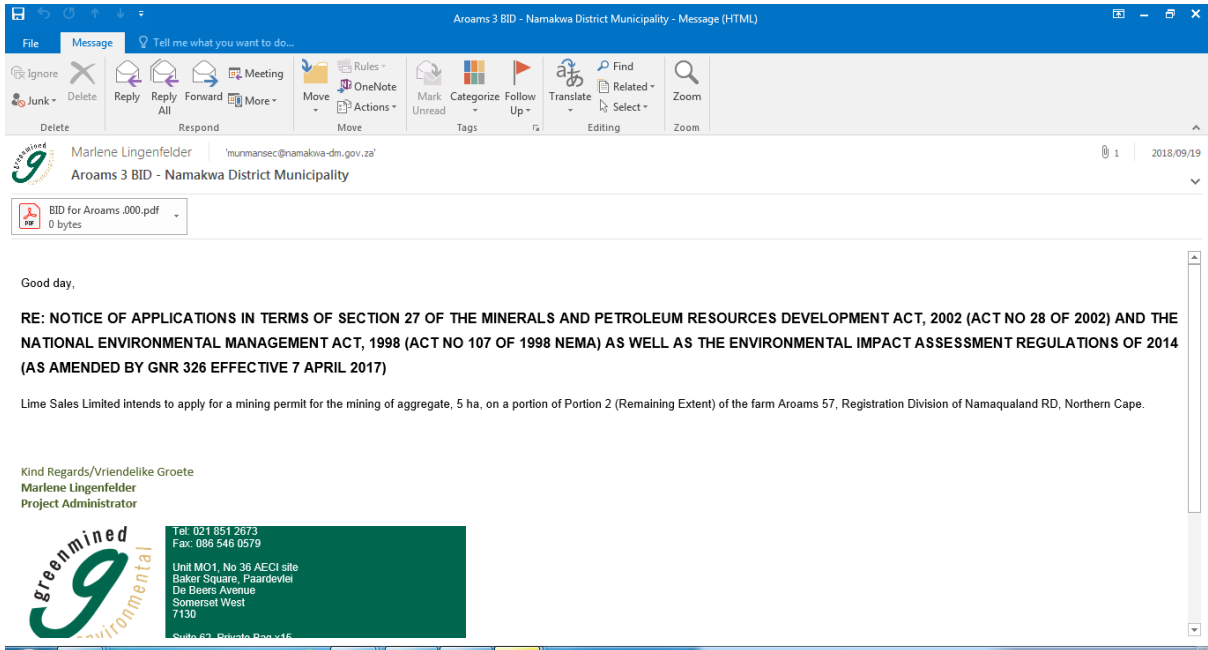 Aroams 3 BID - Namakwa District Municipality - Message (HTML)
File Message Tell me what you want to do...
Ignore
Junk
Delete
Reply
Reply All
Forward
Meeting
More
Move
Rules
OneNote
Actions
Mark Unread
Categorize
Follow Up
Translate
Find
Related
Select
Zoom
Delete Respond Move Tags Editing Zoom
greenmined
g
Marlene Lingenfelder 'munmansec@namakwa-dm.gov.za' 1 2018/09/19
Aroams 3 BID - Namakwa District Municipality
PDF
BID for Aroams .000.pdf
0 bytes
Good day,
RE: NOTICE OF APPLICATIONS IN TERMS OF SECTION 27 OF THE MINERALS AND PETROLEUM RESOURCES DEVELOPMENT ACT, 2002 (ACT NO 28 OF 2002) AND THE
NATIONAL ENVIRONMENTAL MANAGEMENT ACT, 1998 (ACT NO 107 OF 1998 NEMA) AS WELL AS THE ENVIRONMENTAL IMPACT ASSESSMENT REGULATIONS OF 2014
(AS AMENDED BY GNR 326 EFFECTIVE 7 APRIL 2017)
Lime Sales Limited intends to apply for a mining permit for the mining of aggregate, 5 ha, on a portion of Portion 2 (Remaining Extent) of the farm Aroams 57, Registration Division of Namaqualand RD, Northern Cape.
Kind Regards/Vriendelike Groete
Marlene Lingenfelder
Project Administrator
greenmined
g
environmental
Tel: 021 851 2673
Fax: 086 546 0579
Unit MO1, No 36 AECI site
Baker Square, Paardevlei
De Beers Avenue
Somerset West
7130
Suite 62, Private Bag x15